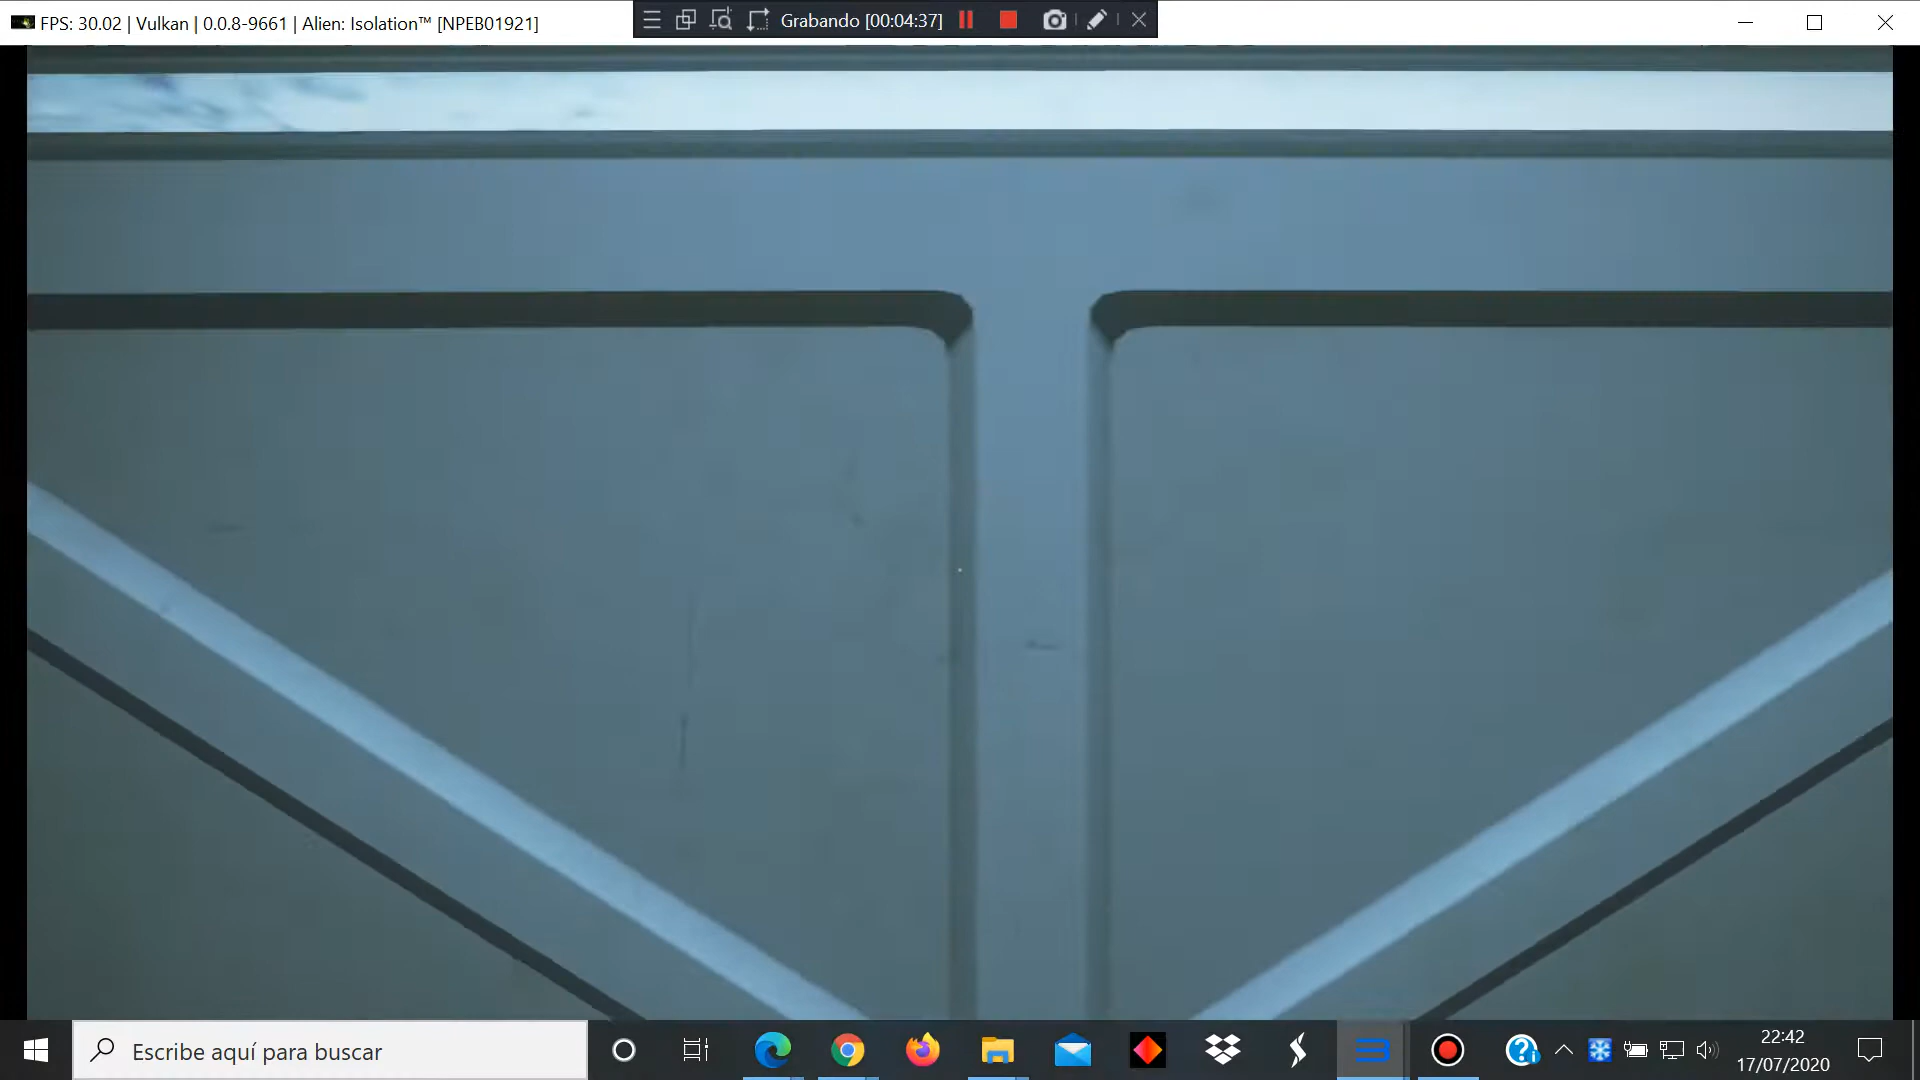 FPS: 30.02 | Vulkan | 0.0.8-9661 | Alien: Isolation™ [NPEB01921]
Grabando [00:04:37]
Escribe aquí para buscar
22:42
17/07/2020